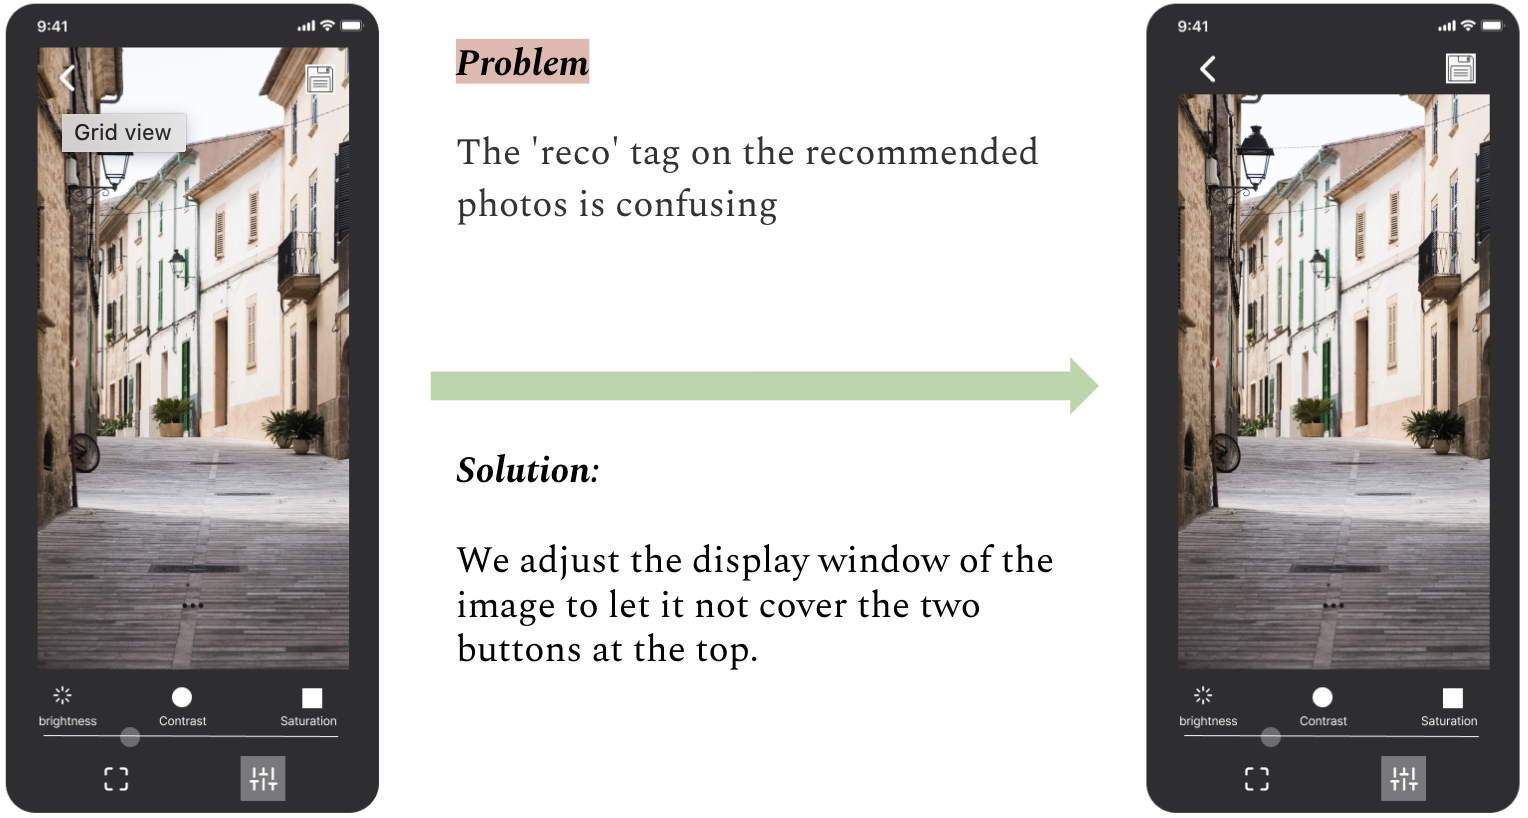 9:41
Grid view
brightness Contrast Saturation
Problem
The 'reco' tag on the recommended
photos is confusing
Solution:
We adjust the display window of the
image to let it not cover the two
buttons at the top.
9:41
brightness Contrast Saturation